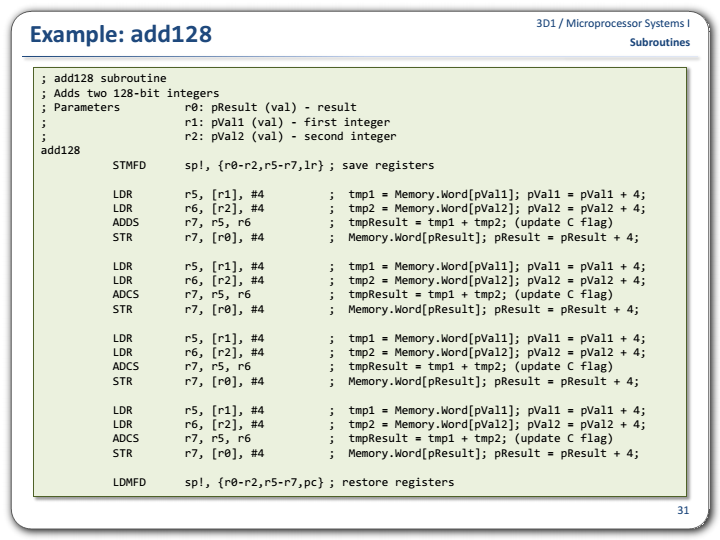 Example: add128
3D1 / Microprocessor Systems I
Subroutines
; add128 subroutine
; Adds two 128-bit integers
; Parameters r0: pResult (val) - result
; r1: pVal1 (val) - first integer
; r2: pVal2 (val) - second integer
add128
STMFD sp!, {r0-r2,r5-r7,lr} ; save registers
LDR r5, [r1], #4 ; tmp1 = Memory.Word[pVal1]; pVal1 = pVal1 + 4;
LDR r6, [r2], #4 ; tmp2 = Memory.Word[pVal2]; pVal2 = pVal2 + 4;
ADDS r7, r5, r6 ; tmpResult = tmp1 + tmp2; (update C flag)
STR r7, [r0], #4 ; Memory.Word[pResult]; pResult = pResult + 4;
LDR r5, [r1], #4 ; tmp1 = Memory.Word[pVal1]; pVal1 = pVal1 + 4;
LDR r6, [r2], #4 ; tmp2 = Memory.Word[pVal2]; pVal2 = pVal2 + 4;
ADCS r7, r5, r6 ; tmpResult = tmp1 + tmp2; (update C flag)
STR r7, [r0], #4 ; Memory.Word[pResult]; pResult = pResult + 4;
LDR r5, [r1], #4 ; tmp1 = Memory.Word[pVal1]; pVal1 = pVal1 + 4;
LDR r6, [r2], #4 ; tmp2 = Memory.Word[pVal2]; pVal2 = pVal2 + 4;
ADCS r7, r5, r6 ; tmpResult = tmp1 + tmp2; (update C flag)
STR r7, [r0], #4 ; Memory.Word[pResult]; pResult = pResult + 4;
LDR r5, [r1], #4 ; tmp1 = Memory.Word[pVal1]; pVal1 = pVal1 + 4;
LDR r6, [r2], #4 ; tmp2 = Memory.Word[pVal2]; pVal2 = pVal2 + 4;
ADCS r7, r5, r6 ; tmpResult = tmp1 + tmp2; (update C flag)
STR r7, [r0], #4 ; Memory.Word[pResult]; pResult = pResult + 4;
LDMFD sp!, {r0-r2,r5-r7,pc} ; restore registers
31